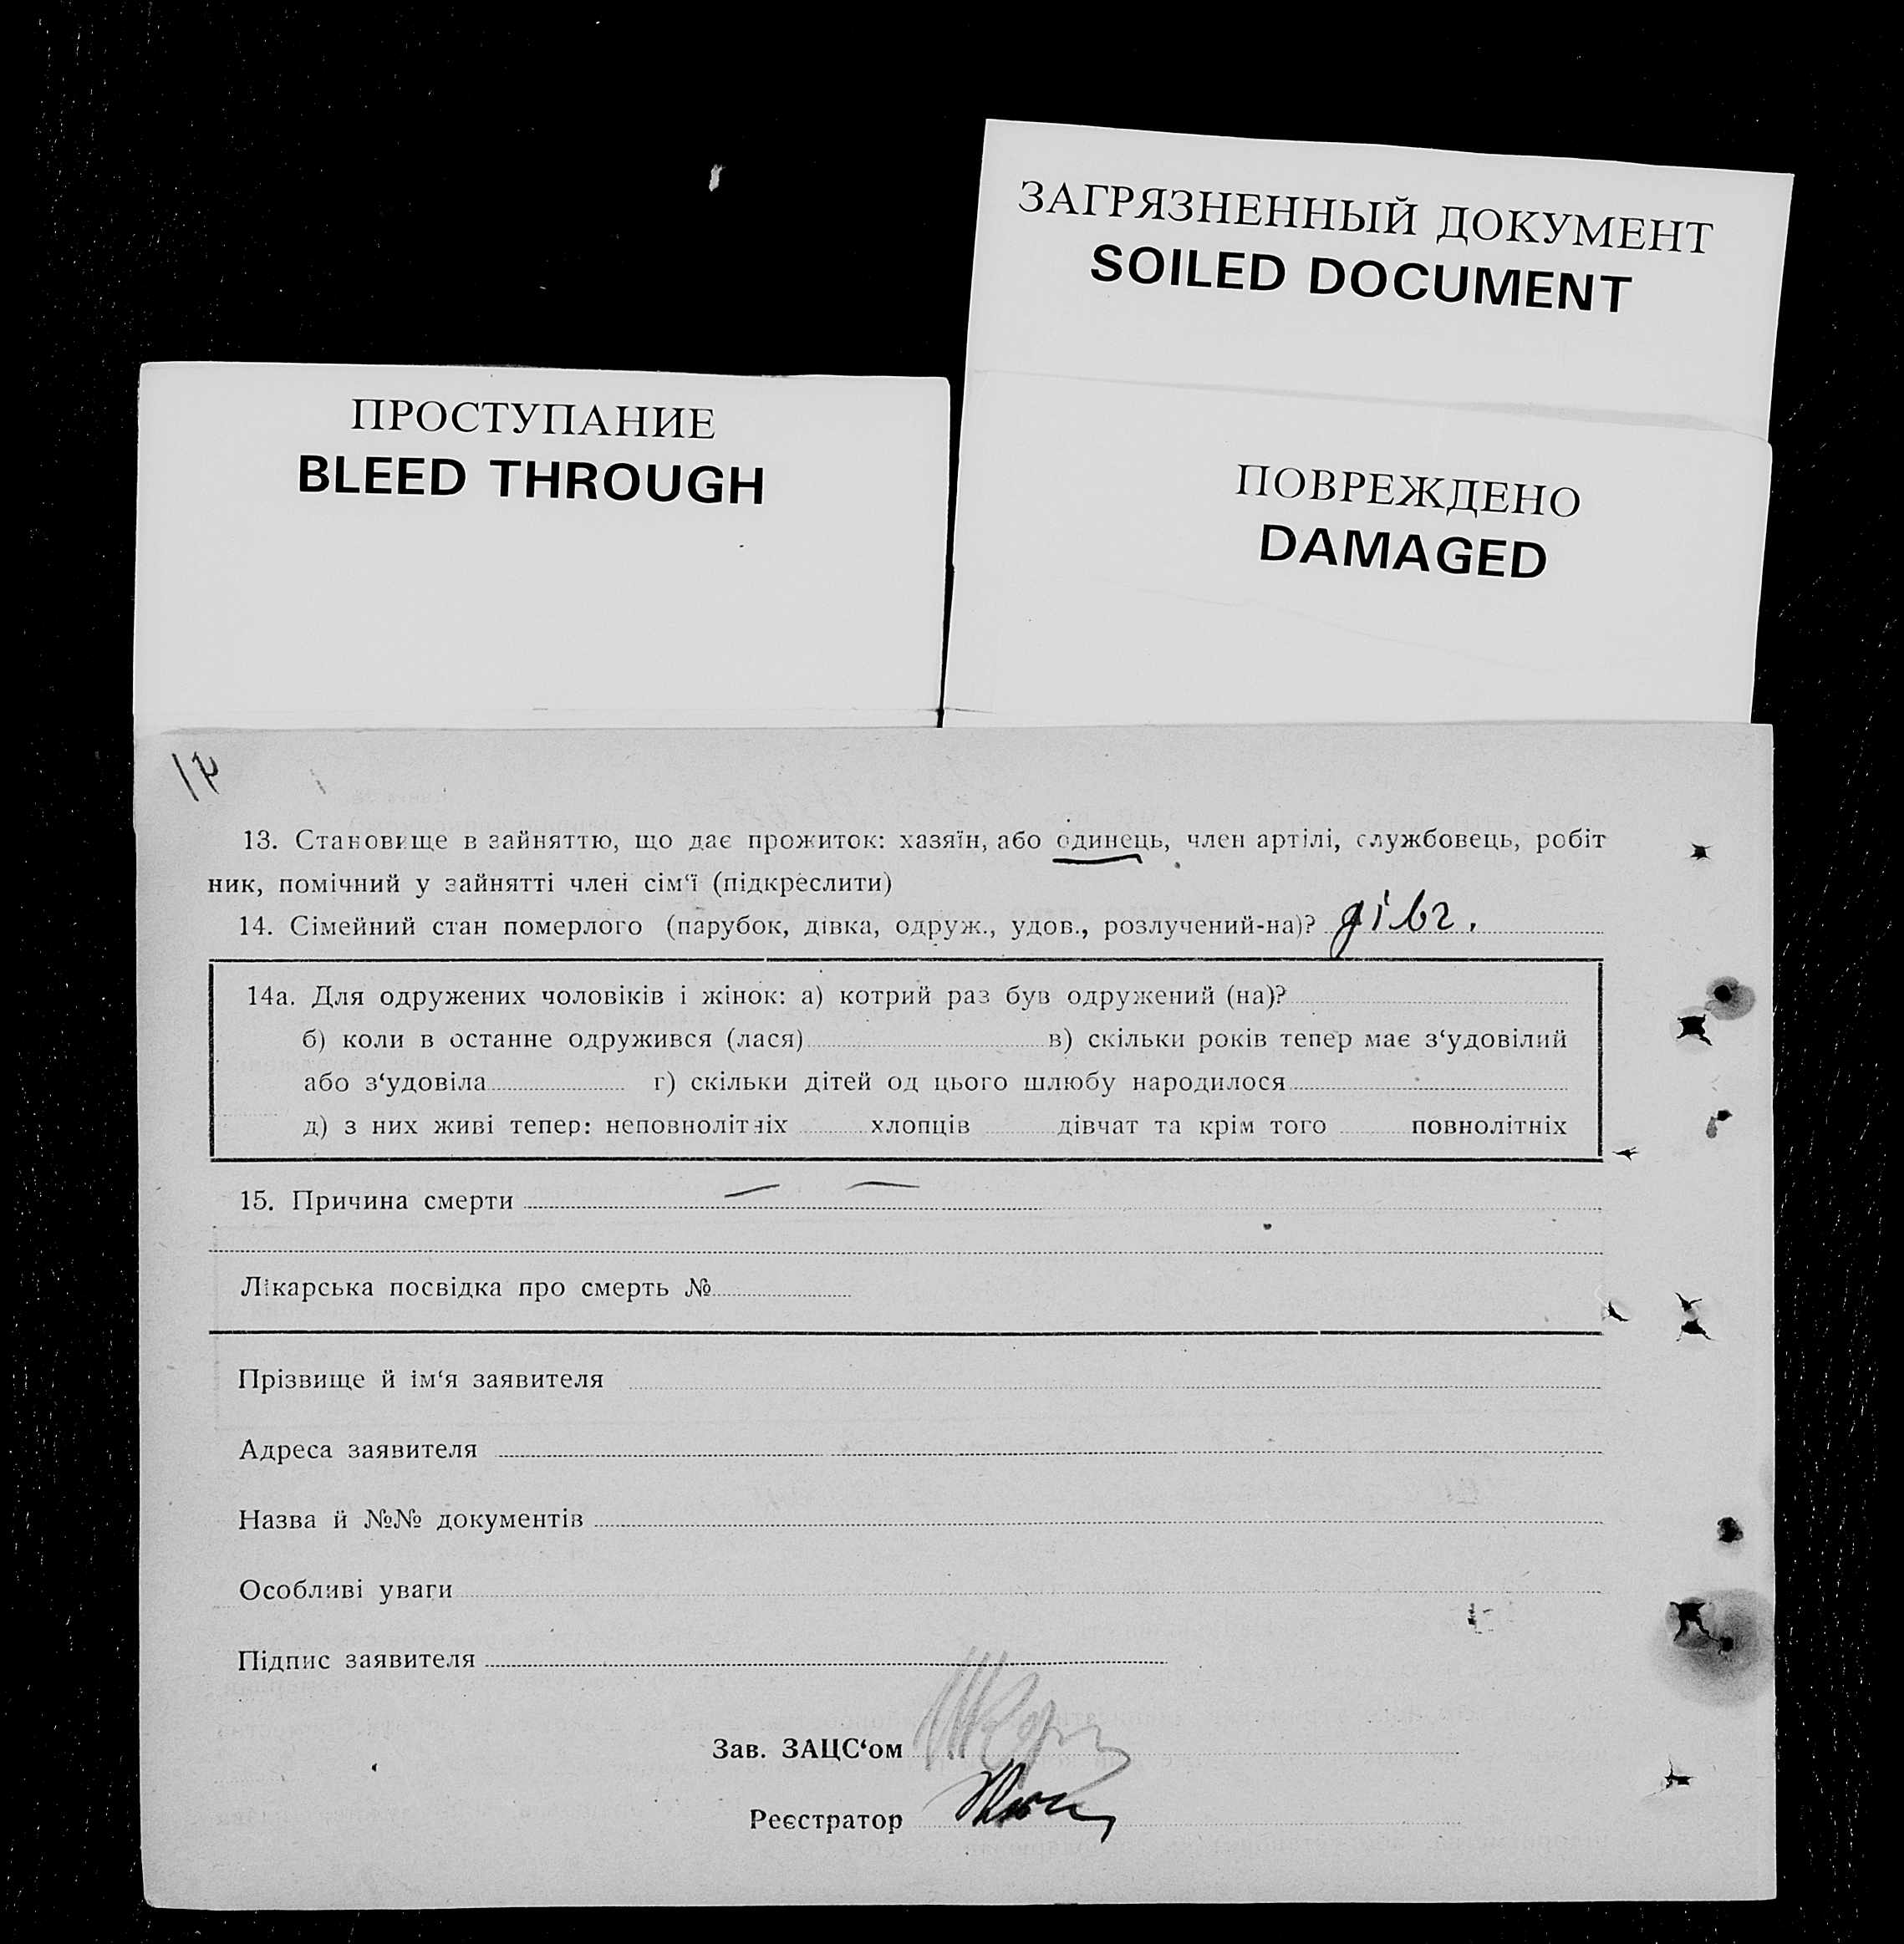 ЗАГРЯЗНЕННЫЙ ДОКУМЕНТ
SOILED DOCUMENT
ПРОСТУПАНИЕ
BLEED THROUGH
ПОВРЕЖДЕНО
DAMAGED
13. Становище в зайняттю, що дає прожиток: хазяїн, або одинець, член артілі, службовець, робіт
ник, помічний у зайнятті член сім‘ї (підкреслити)
14. Сімейний стан померлого (парубок, дівка, одруж., удов., розлучений-на)?
14а. Для одружених чоловіків і жінок: а) котрий раз був одружений (на)?
б) коли в останне одружився (лася) в) скільки років тепер має з‘удовілий
або з‘удовіла г) скільки дітей од цього шлюбу народилося
д) з них живі тепер: неповнолітніх хлопців дівчат та крім того повнолітніх
15. Причина смерти — —
Лікарська посвідка про смерть №
Прізвище й ім‘я заявителя
Адреса заявителя
Назва й №№ документів
Особливі уваги
Підпис заявителя
Зав. ЗАЦС‘ом
Реєстратор